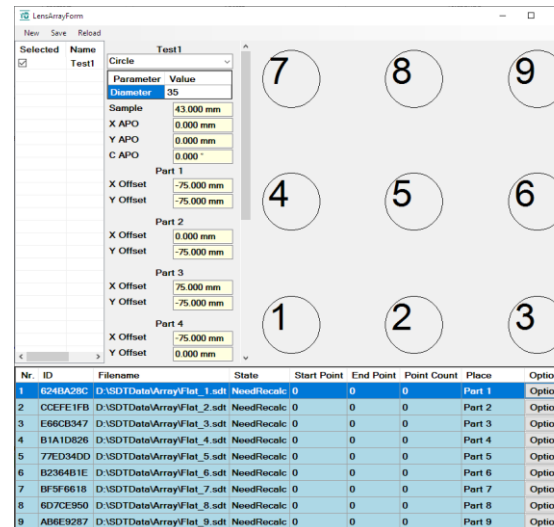 LensArrayForm
New Save Reload
Selected Name
Test1
Test1
Circle
Parameter Value
Diameter 35
Sample 43.000 mm
X APO 0.000 mm
Y APO 0.000 mm
C APO 0.000 °
Part 1
X Offset -75.000 mm
Y Offset -75.000 mm
Part 2
X Offset 0.000 mm
Y Offset -75.000 mm
Part 3
X Offset 75.000 mm
Y Offset -75.000 mm
Part 4
X Offset -75.000 mm
Y Offset 0.000 mm
7 8 9
4 5 6
1 2 3
Nr. ID Filename State Start Point End Point Point Count Place Optio
1 624BA28C D:\SDTData\Array\Flat_1.sdt NeedRecalc 0 0 0 Part 1 Optio
2 CCEFE1FB D:\SDTData\Array\Flat_2.sdt NeedRecalc 0 0 0 Part 2 Optio
3 E66CB347 D:\SDTData\Array\Flat_3.sdt NeedRecalc 0 0 0 Part 3 Optio
4 B1A1D826 D:\SDTData\Array\Flat_4.sdt NeedRecalc 0 0 0 Part 4 Optio
5 77ED34DD D:\SDTData\Array\Flat_5.sdt NeedRecalc 0 0 0 Part 5 Optio
6 B2364B1E D:\SDTData\Array\Flat_6.sdt NeedRecalc 0 0 0 Part 6 Optio
7 BF5F6618 D:\SDTData\Array\Flat_7.sdt NeedRecalc 0 0 0 Part 7 Optio
8 6D7CE950 D:\SDTData\Array\Flat_8.sdt NeedRecalc 0 0 0 Part 8 Optio
9 AB6E9287 D:\SDTData\Array\Flat_9.sdt NeedRecalc 0 0 0 Part 9 Optio